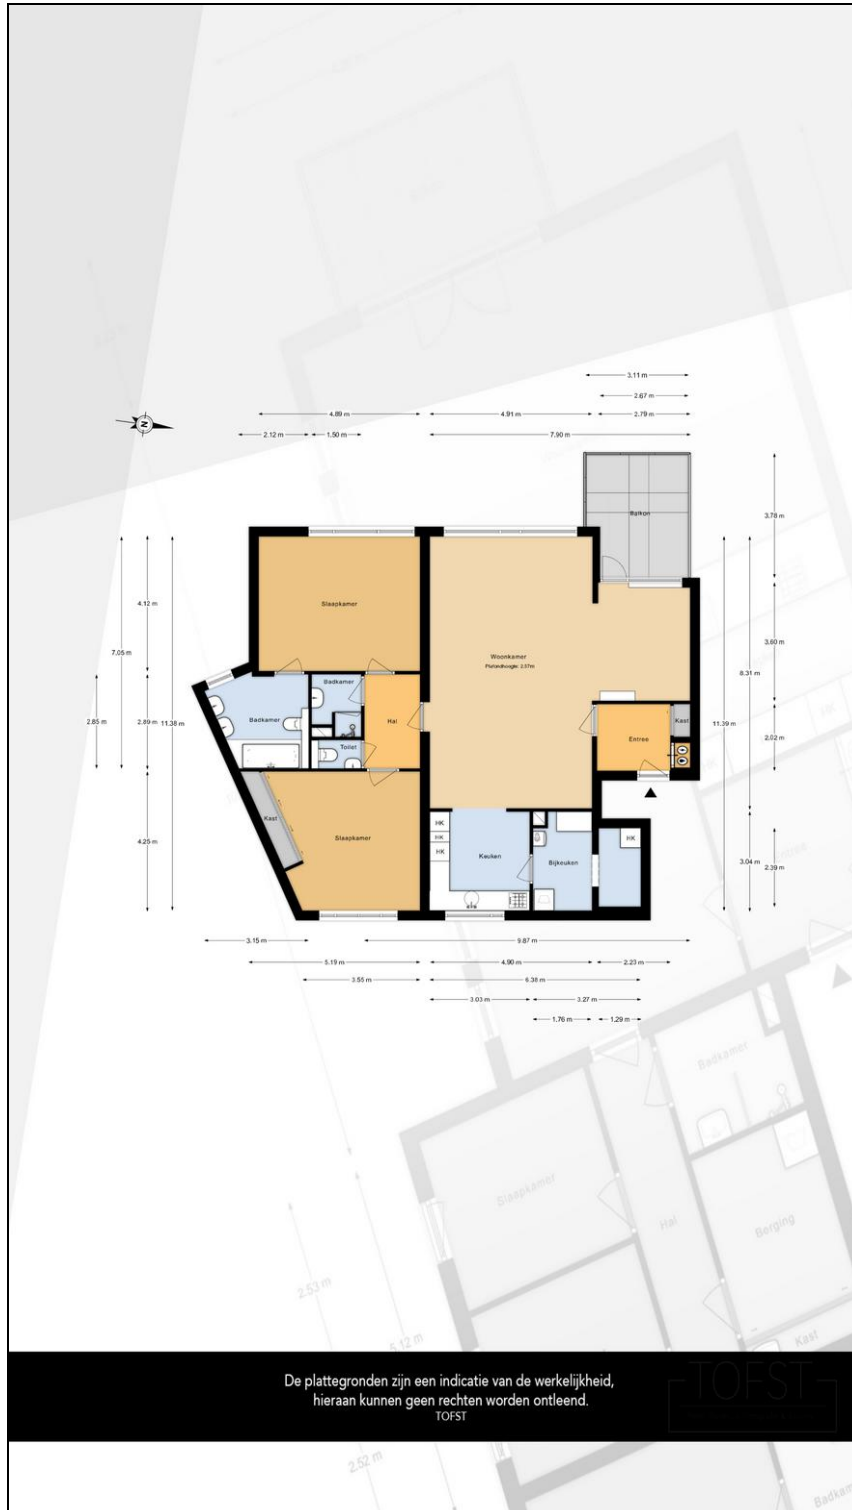 3.11 m
2.67 m
4.89 m
4.91 m
2.79 m
2.12 m
1.50 m
7.90 m
N
Balkon
3.78 m
4.12 m
Slaapkamer
7.05 m
Woonkamer
Plafondhoogte: 2.57m
3.60 m
8.31 m
Badkamer
2.85 m
2.89 m
11.38 m
Badkamer
Hal
Kast
11.39 m
Entree
2.02 m
Toilet
Kast
HK
HK
HK
HK
4.25 m
Slaapkamer
Keuken
Bijkeuken
3.04 m
2.39 m
3.15 m
9.87 m
5.19 m
4.90 m
2.23 m
3.55 m
6.38 m
3.03 m
3.27 m
1.76 m
1.29 m
Badkamer
Slaapkamer
Hal
Berging
2.53 m
5.12 m
Kast
De plattegronden zijn een indicatie van de werkelijkheid,
hieraan kunnen geen rechten worden ontleend.
TOFST
TOFST
2.52 m
Badkam